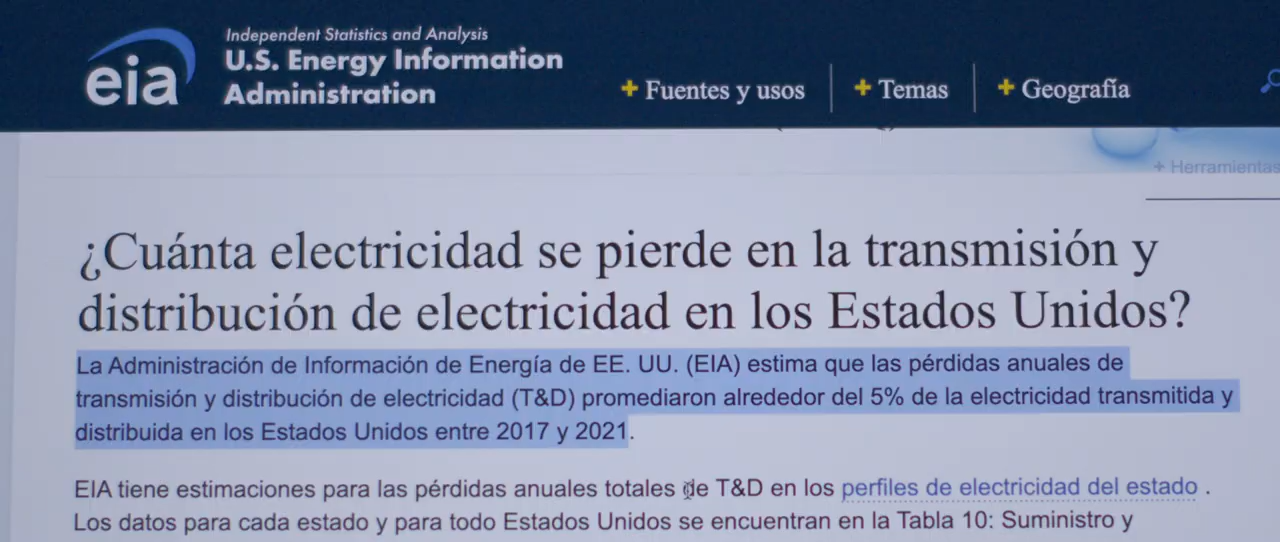 eia
Independent Statistics and Analysis
U.S. Energy Information
Administration
+ Fuentes y usos
+ Temas
+ Geografía
+ Herramientas
¿Cuánta electricidad se pierde en la transmisión y
distribución de electricidad en los Estados Unidos?
La Administración de Información de Energía de EE. UU. (EIA) estima que las pérdidas anuales de
transmisión y distribución de electricidad (T&D) promediaron alrededor del 5% de la electricidad transmitida y
distribuida en los Estados Unidos entre 2017 y 2021.
EIA tiene estimaciones para las pérdidas anuales totales de T&D en los perfiles de electricidad del estado .
Los datos para cada estado y para todo Estados Unidos se encuentran en la Tabla 10: Suministro y